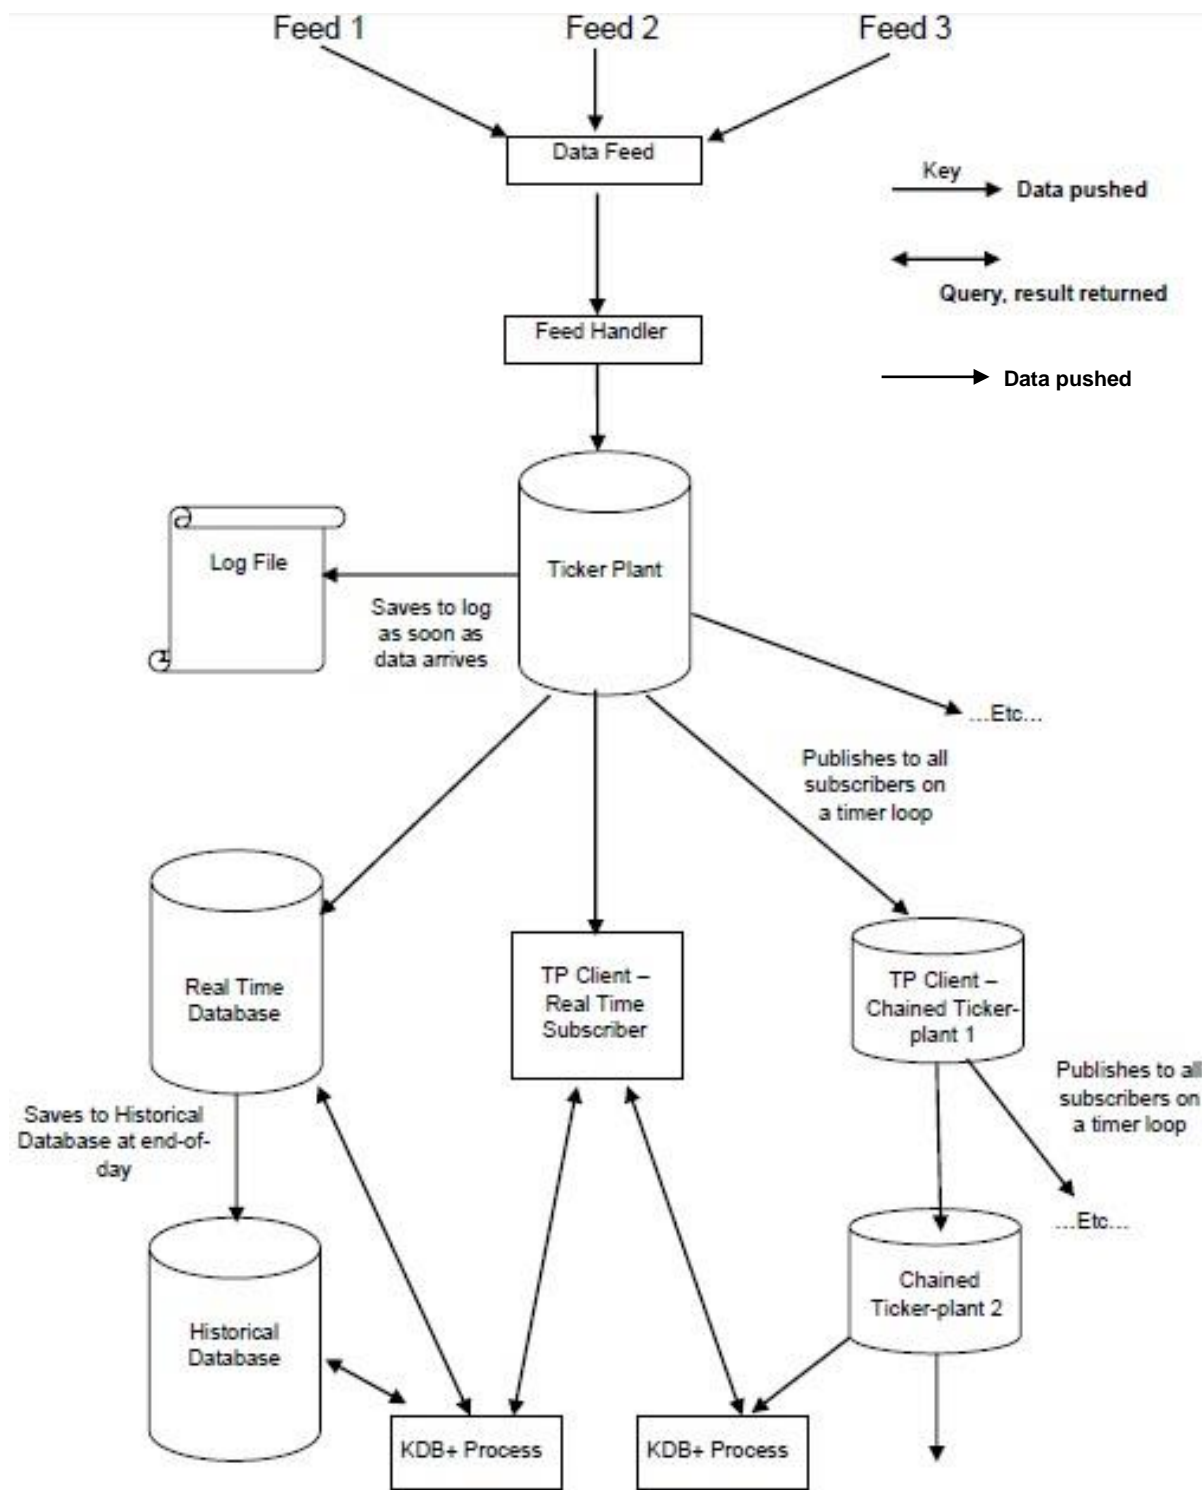 Feed 1
Feed 2
Feed 3
Data Feed
Key
Data pushed
Query, result returned
Feed Handler
Data pushed
Log File
Ticker Plant
Saves to log
as soon as
data arrives
...Etc...
Publishes to all
subscribers on
a timer loop
Real Time
Database
TP Client –
Real Time
Subscriber
TP Client –
Chained Ticker-
plant 1
Publishes to all
subscribers on
a timer loop
Saves to Historical
Database at end-of-
day
...Etc...
Chained
Ticker-plant 2
Historical
Database
KDB+ Process
KDB+ Process